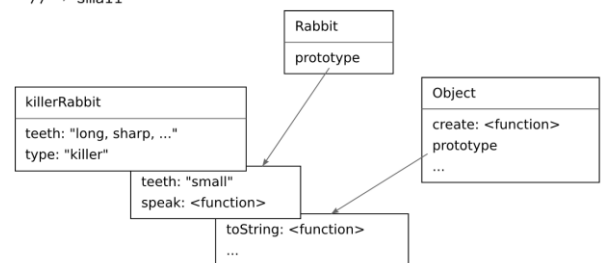 // → small
Rabbit
prototype
killerRabbit
teeth: "long, sharp, ..."
type: "killer"
Object
create: <function>
prototype
...
teeth: "small"
speak: <function>
toString: <function>
...